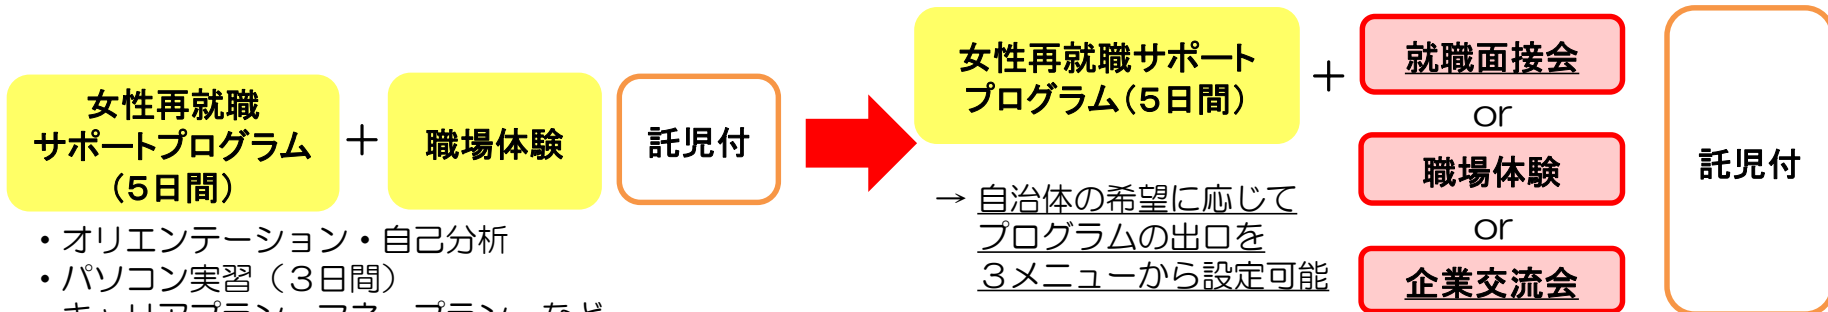 女性再就職
サポートプログラム
(5日間)
＋
職場体験
託児付
・オリエンテーション・自己分析
・パソコン実習（３日間）
女性再就職サポート
プログラム(5日間)
＋
就職面接会
or
職場体験
or
企業交流会
託児付
→ 自治体の希望に応じて
プログラムの出口を
３メニューから設定可能